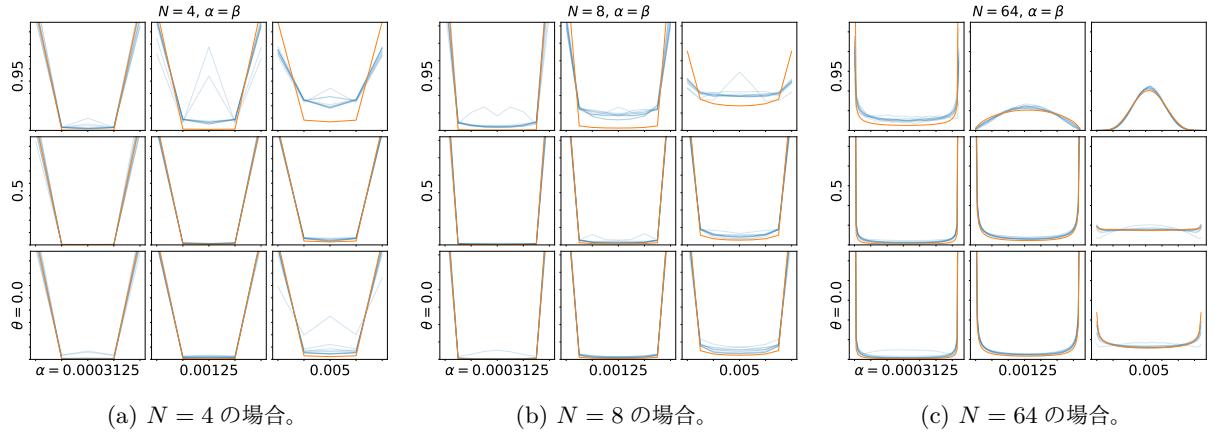 N = 4, α = β
N = 8, α = β
N = 64, α = β
0.95
0.95
0.95
0.5
0.5
0.5
θ = 0.0
θ = 0.0
θ = 0.0
α = 0.0003125 0.00125 0.005
α = 0.0003125 0.00125 0.005
α = 0.0003125 0.00125 0.005
(a) N = 4 の場合。
(b) N = 8 の場合。
(c) N = 64 の場合。